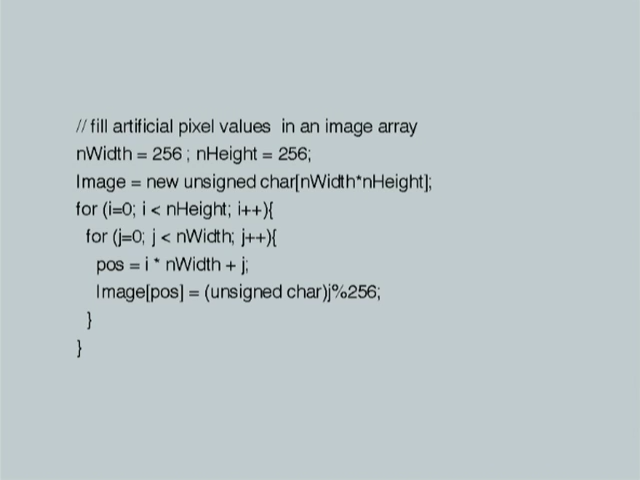 // fill artificial pixel values in an image array
nWidth = 256 ; nHeight = 256;
Image = new unsigned char[nWidth*nHeight];
for (i=0; i < nHeight; i++){
for (j=0; j < nWidth; j++){
pos = i * nWidth + j;
Image[pos] = (unsigned char)j%256;
}
}